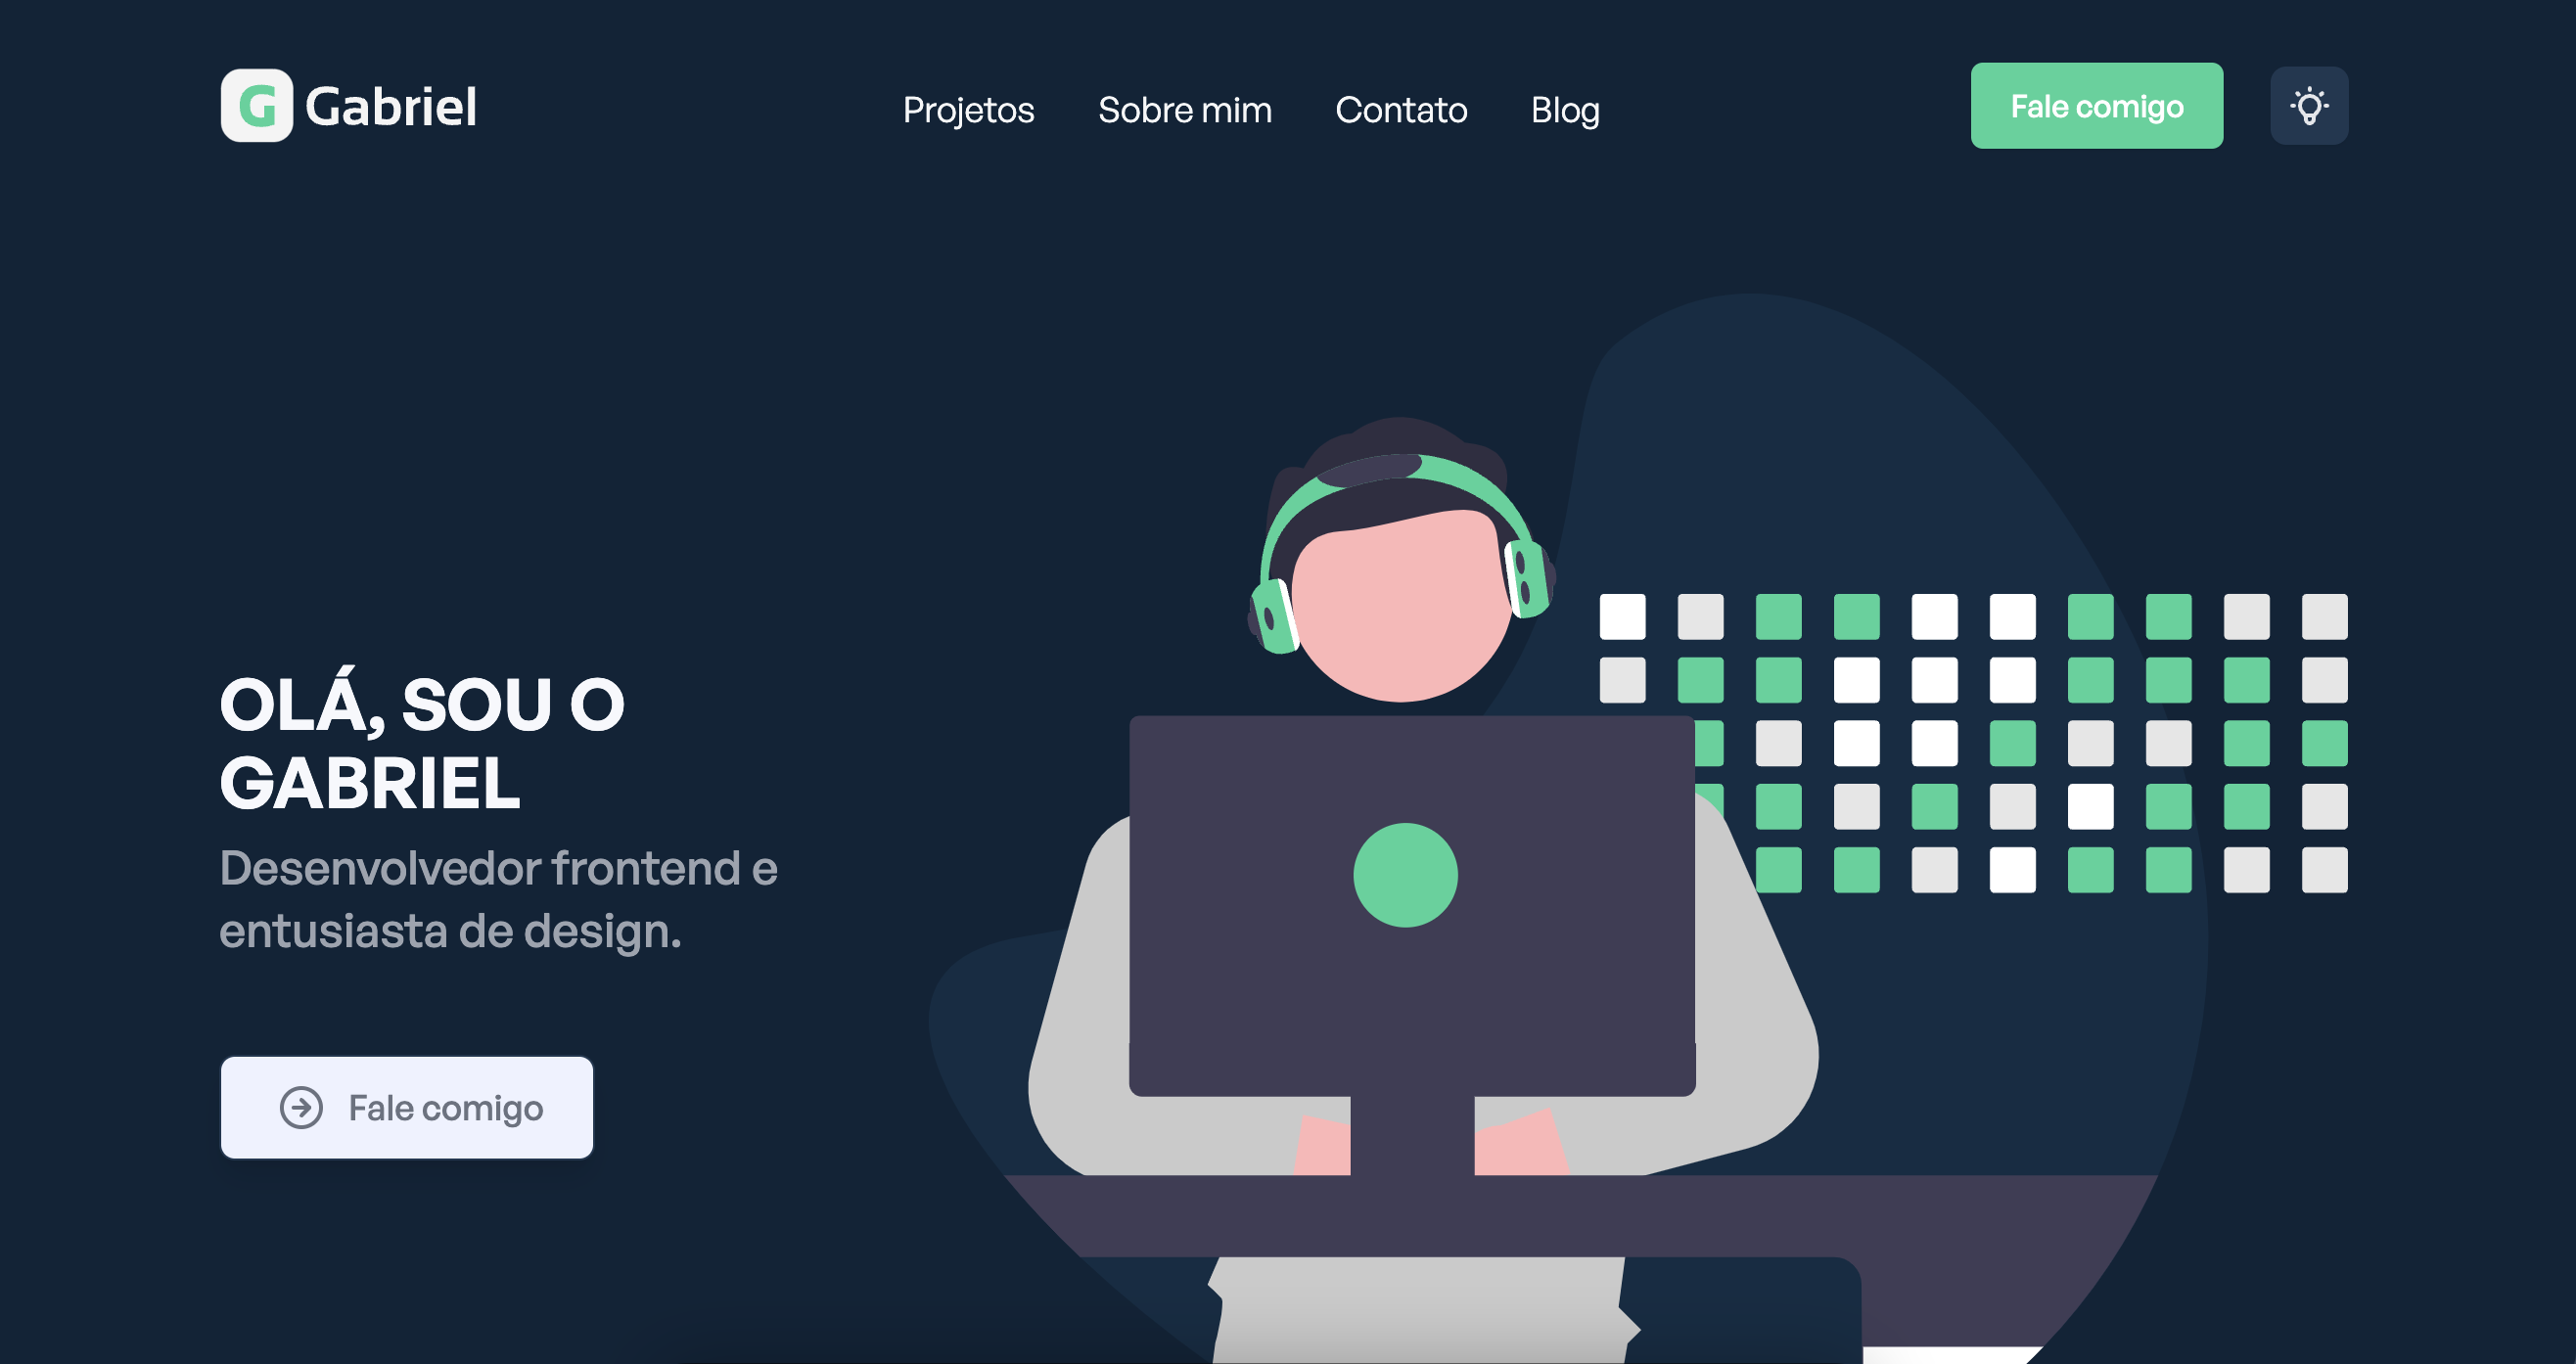 G Gabriel
Projetos Sobre mim Contato Blog
Fale comigo
OLÁ, SOU O
GABRIEL
Desenvolvedor frontend e
entusiasta de design.
Fale comigo